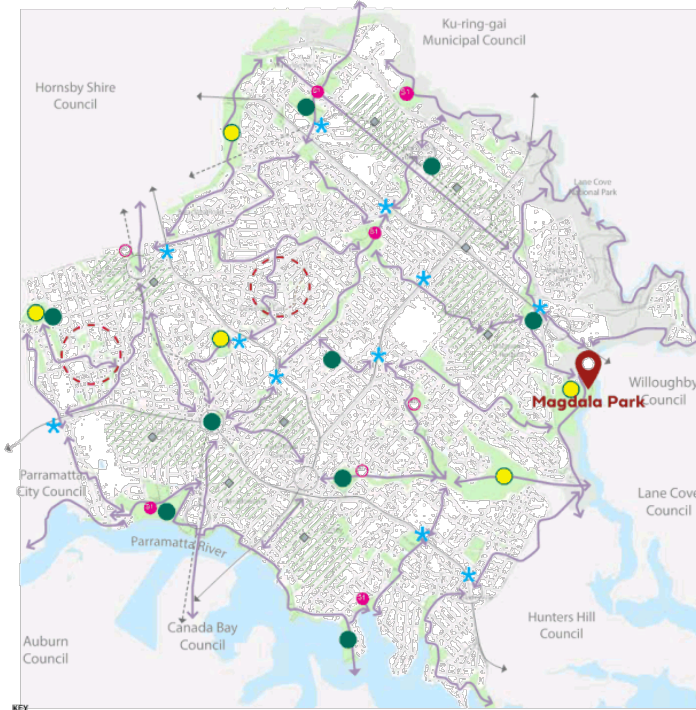 Ku-ring-gai
Municipal Council
Hornsby Shire
Council
Lane Cove
National Park
Willoughby
Council
Magdala Park
Parramatta
City Council
Lane Cove
Council
Parramatta River
Canada Bay
Council
Hunters Hill
Council
Auburn
Council
KEY